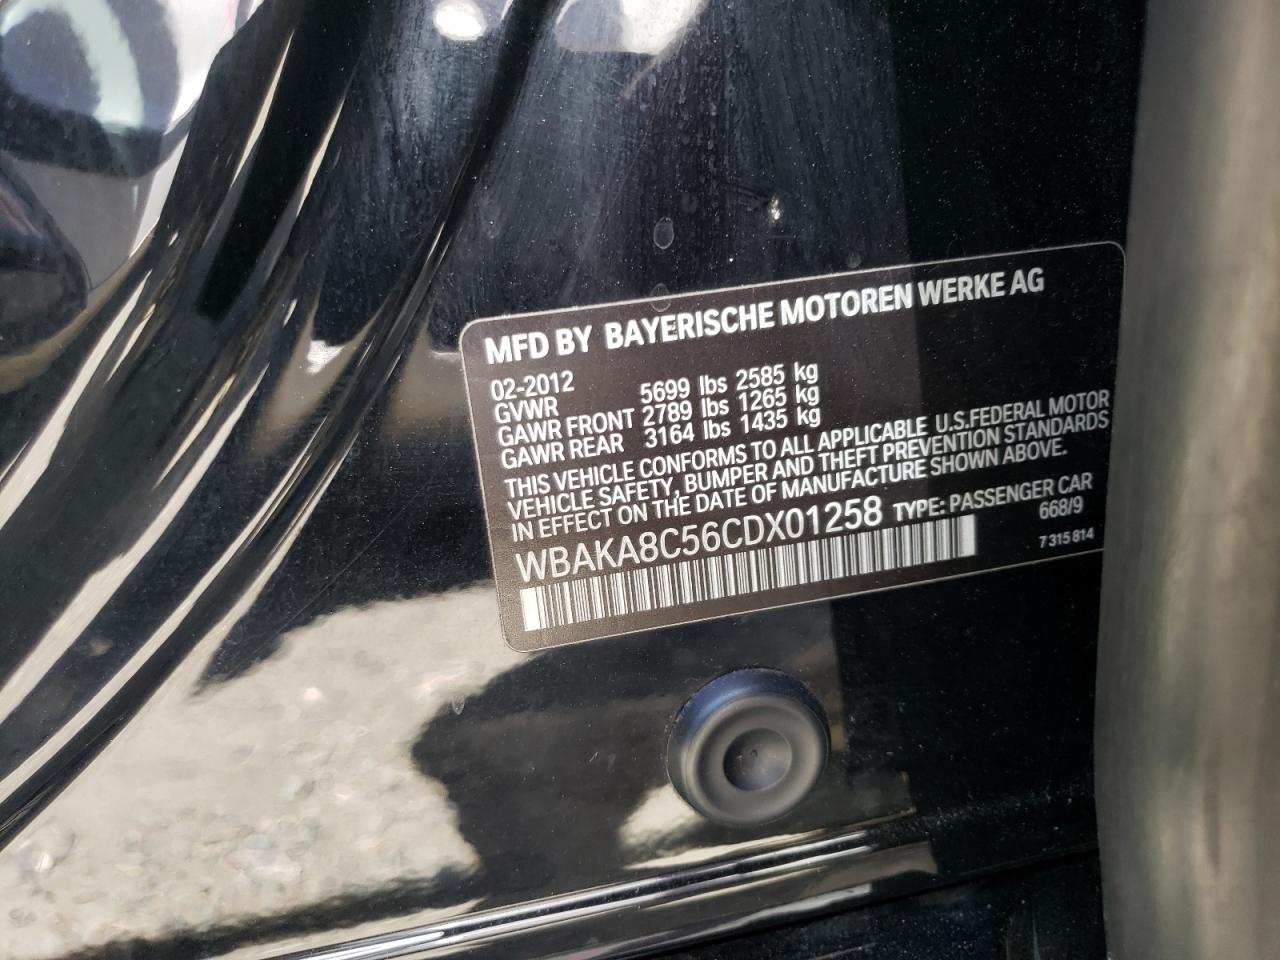 MFD BY BAYERISCHE MOTOREN WERKE AG
02-2012
GVWR 5699 lbs 2585 kg
GAWR FRONT 2789 lbs 1265 kg
GAWR REAR 3164 lbs 1435 kg
THIS VEHICLE CONFORMS TO ALL APPLICABLE U.S.FEDERAL MOTOR
VEHICLE SAFETY, BUMPER AND THEFT PREVENTION STANDARDS
IN EFFECT ON THE DATE OF MANUFACTURE SHOWN ABOVE.
WBAKA8C56CDX01258 TYPE: PASSENGER CAR
668/9
7 315 814